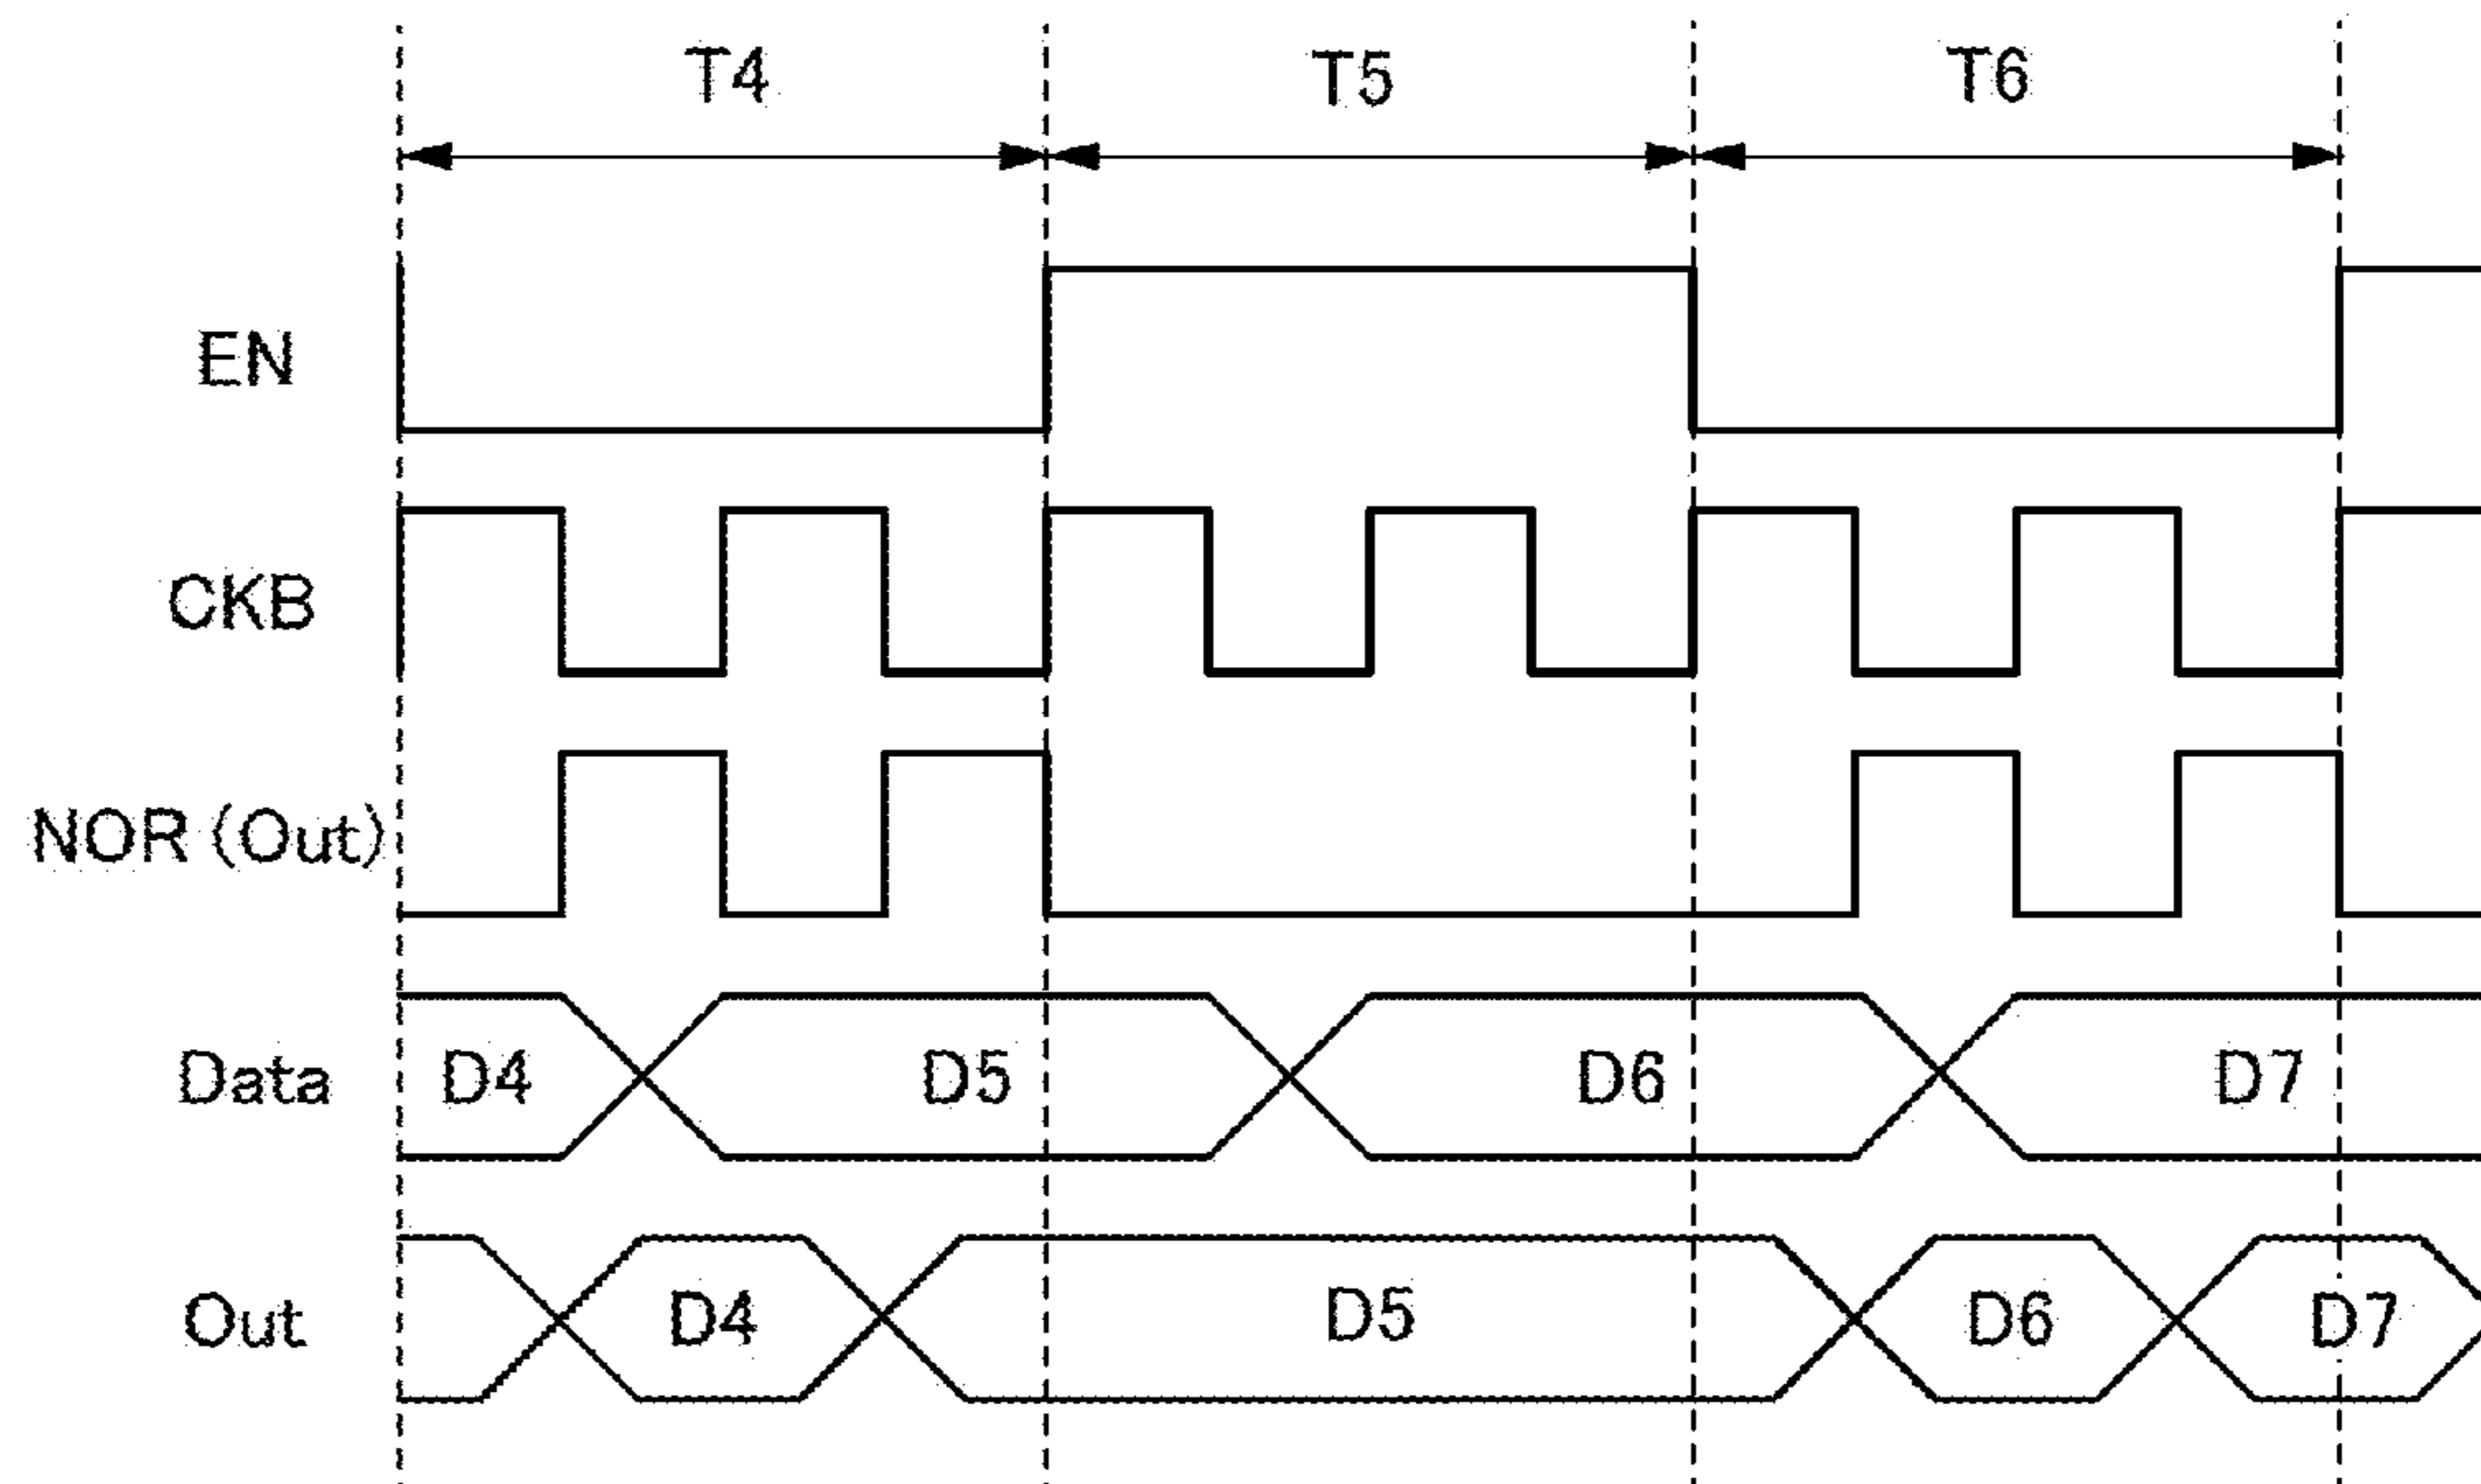 T4 T5 T6
EN
CKB
NOR (Out)
Data D4 D5 D6 D7
Out D4 D5 D6 D7